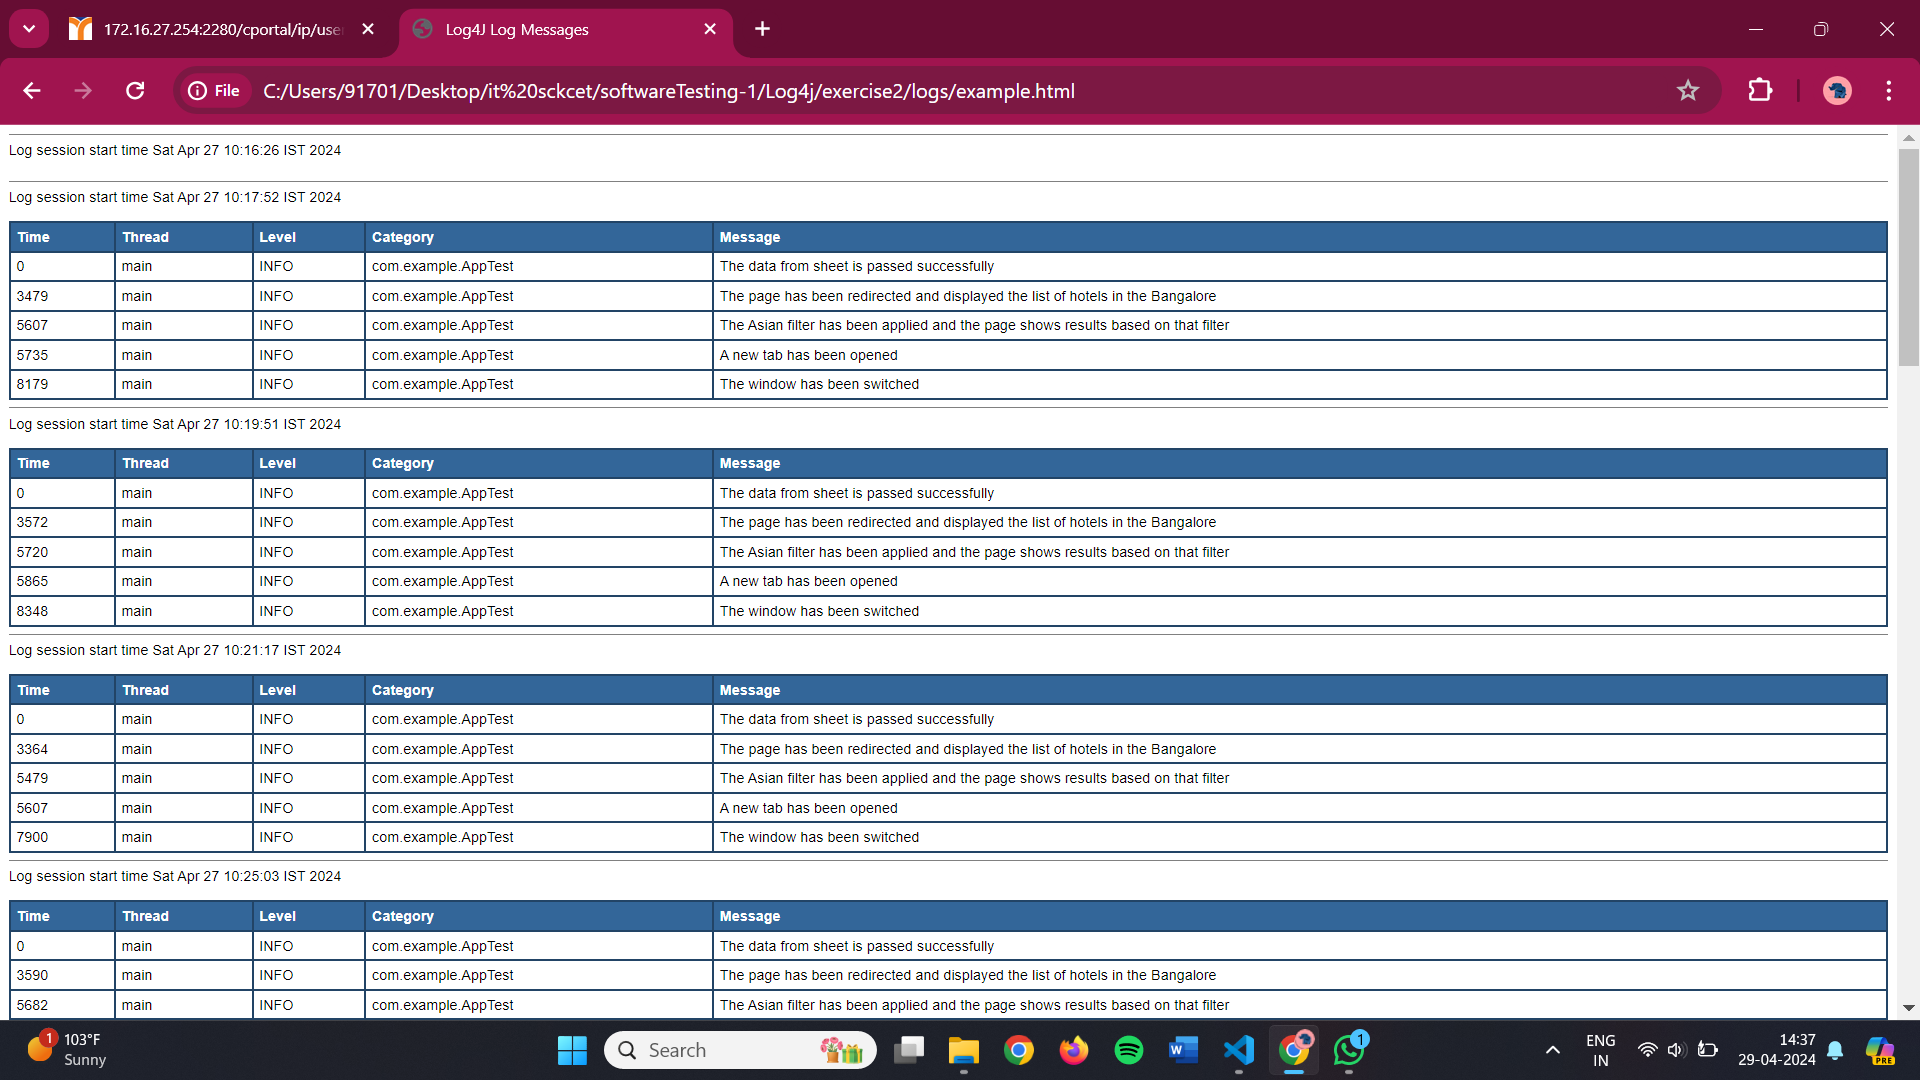 172.16.27.254:2280/cportal/ip/use
Log4J Log Messages
File
C:/Users/91701/Desktop/it%20sckcet/softwareTesting-1/Log4j/exercise2/logs/example.html
Log session start time Sat Apr 27 10:16:26 IST 2024
Log session start time Sat Apr 27 10:17:52 IST 2024
Time Thread Level Category Message
0 main INFO com.example.AppTest The data from sheet is passed successfully
3479 main INFO com.example.AppTest The page has been redirected and displayed the list of hotels in the Bangalore
5607 main INFO com.example.AppTest The Asian filter has been applied and the page shows results based on that filter
5735 main INFO com.example.AppTest A new tab has been opened
8179 main INFO com.example.AppTest The window has been switched
Log session start time Sat Apr 27 10:19:51 IST 2024
Time Thread Level Category Message
0 main INFO com.example.AppTest The data from sheet is passed successfully
3572 main INFO com.example.AppTest The page has been redirected and displayed the list of hotels in the Bangalore
5720 main INFO com.example.AppTest The Asian filter has been applied and the page shows results based on that filter
5865 main INFO com.example.AppTest A new tab has been opened
8348 main INFO com.example.AppTest The window has been switched
Log session start time Sat Apr 27 10:21:17 IST 2024
Time Thread Level Category Message
0 main INFO com.example.AppTest The data from sheet is passed successfully
3364 main INFO com.example.AppTest The page has been redirected and displayed the list of hotels in the Bangalore
5479 main INFO com.example.AppTest The Asian filter has been applied and the page shows results based on that filter
5607 main INFO com.example.AppTest A new tab has been opened
7900 main INFO com.example.AppTest The window has been switched
Log session start time Sat Apr 27 10:25:03 IST 2024
Time Thread Level Category Message
0 main INFO com.example.AppTest The data from sheet is passed successfully
3590 main INFO com.example.AppTest The page has been redirected and displayed the list of hotels in the Bangalore
5682 main INFO com.example.AppTest The Asian filter has been applied and the page shows results based on that filter
1
103°F
Sunny
Search
W
1
ENG
IN
14:37
29-04-2024
PRE